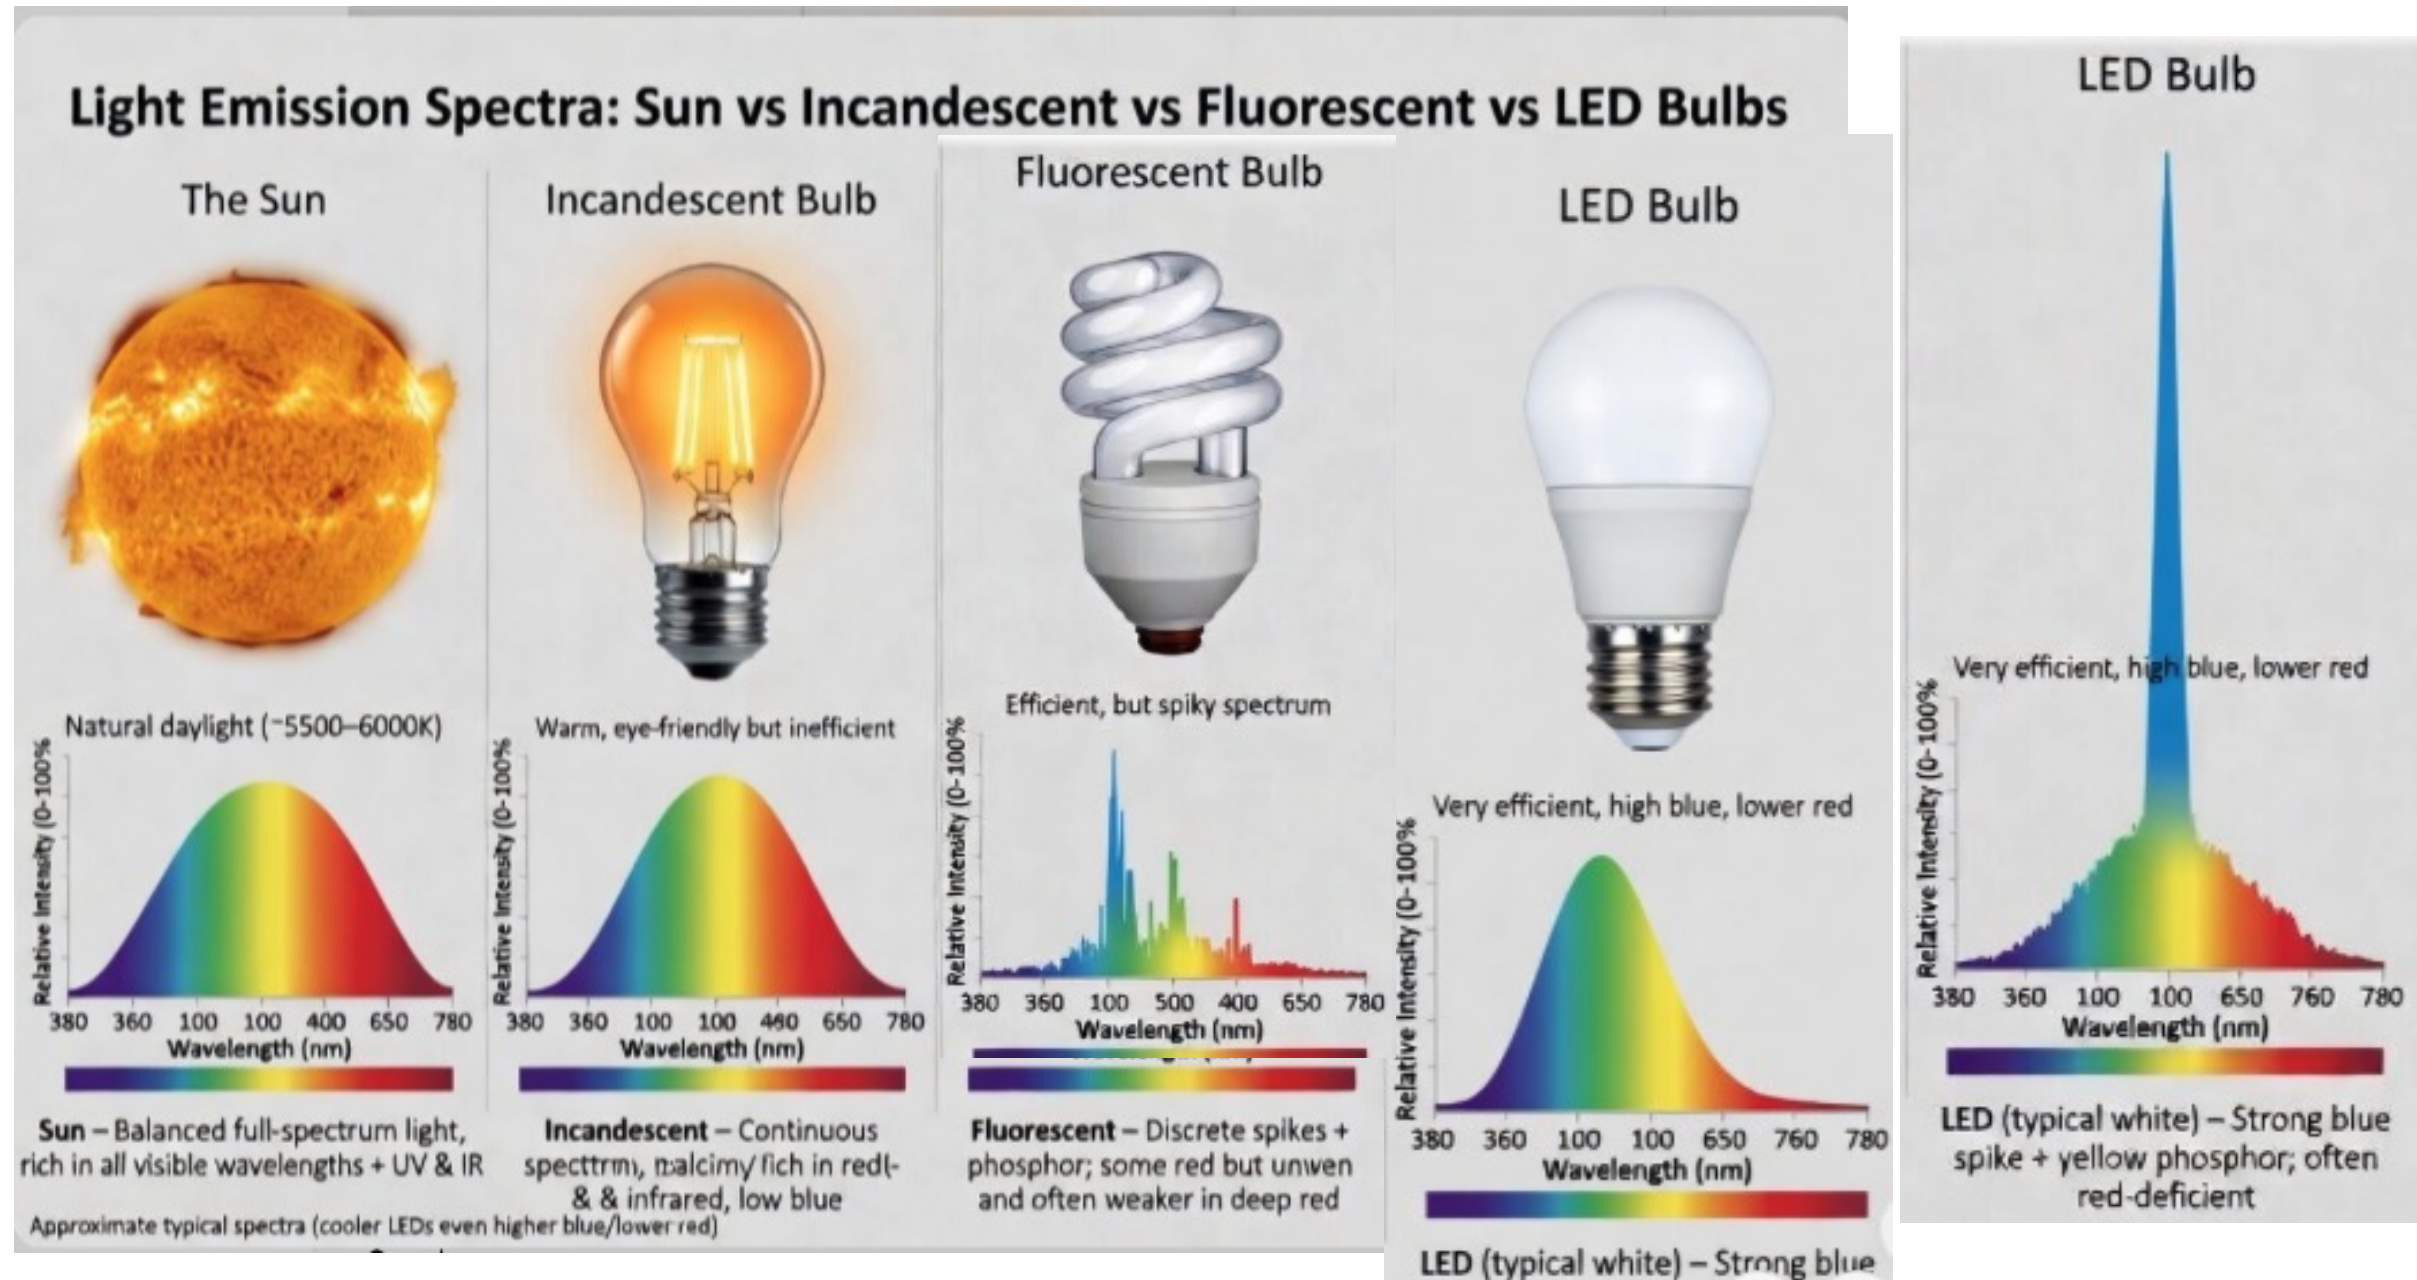 Light Emission Spectra: Sun vs Incandescent vs Fluorescent vs LED Bulbs
The Sun
Natural daylight (~5500–6000K)
Relative Intensity (0-100%
380 360 100 100 400 650 780
Wavelength (nm)
Sun – Balanced full-spectrum light,
rich in all visible wavelengths + UV & IR
Incandescent Bulb
Warm, eye-friendly but inefficient
Relative Intensity (0-100%
380 360 100 100 460 650 780
Wavelength (nm)
Incandescent – Continuous
in red(-
& & infrared, low blue
Approximate typical spectra (cooler LEDs even higher blue/lower red)
Fluorescent Bulb
Efficient, but spiky spectrum
Relative Intensity (0-100%
380 360 100 500 400 650 780
Wavelength (nm)
Fluorescent – Discrete spikes +
phosphor; some red but unwen
and often weaker in deep red
LED Bulb
Very efficient, high blue, lower red
Relative Intensity (0-100%
380 360 100 100 650 760 780
Wavelength (nm)
LED (typical white) – Strong blue
LED Bulb
Very efficient, high blue, lower red
Relative Intensity (0-100%
380 360 100 100 650 760 780
Wavelength (nm)
LED (typical white) – Strong blue
spike + yellow phosphor; often
red-deficient